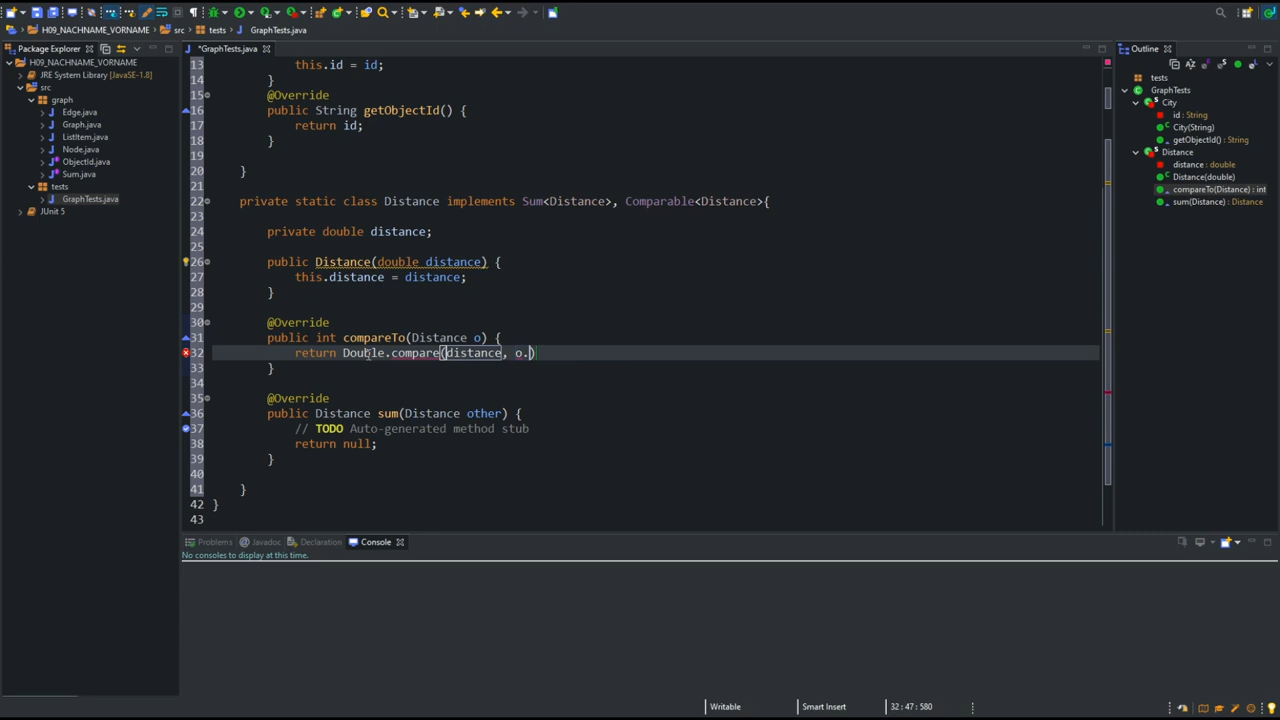 H09_NACHNAME_VORNAME
src
tests
GraphTests.java
Package Explorer
H09_NACHNAME_VORNAME
JRE System Library [JavaSE-1.8]
src
graph
Edge.java
Graph.java
ListItem.java
Node.java
ObjectId.java
Sum.java
tests
GraphTests.java
JUnit 5
*GraphTests.java
13 this.id = id;
14 }
15 @Override
16 public String getObjectId() {
17 return id;
18 }
19
20 }
21
22 private static class Distance implements Sum<Distance>, Comparable<Distance>{
23
24 private double distance;
25
26 public Distance(double distance) {
27 this.distance = distance;
28 }
29
30 @Override
31 public int compareTo(Distance o) {
32 return Double.compare(distance, o.)
33 }
34
35 @Override
36 public Distance sum(Distance other) {
37 // TODO Auto-generated method stub
38 return null;
39 }
40
41 }
42 }
43
Outline
tests
GraphTests
City
id : String
City(String)
getObjectId() : String
Distance
distance : double
Distance(double)
compareTo(Distance) : int
sum(Distance) : Distance
Problems
Javadoc
Declaration
Console
No consoles to display at this time.
Writable
Smart Insert
32 : 47 : 580